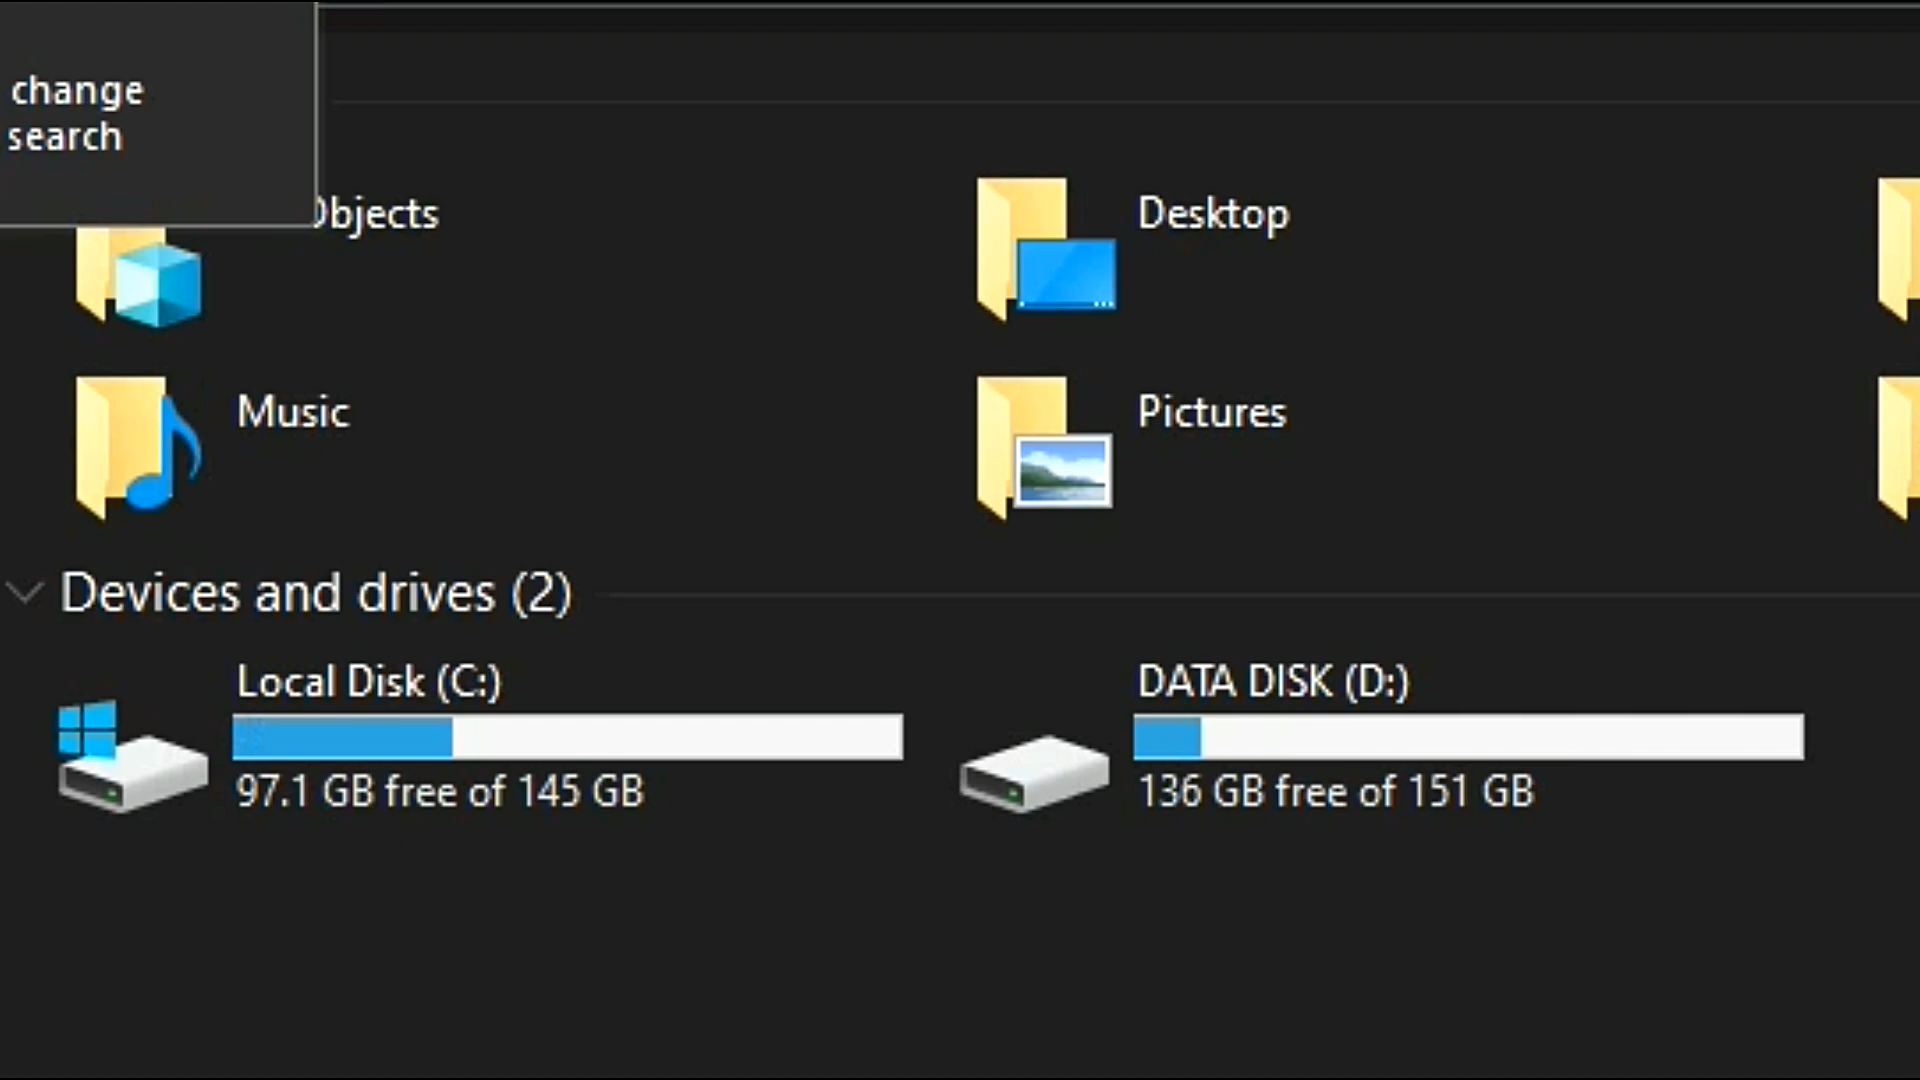 change
search
Objects
Desktop
Music
Pictures
Devices and drives (2)
Local Disk (C:)
DATA DISK (D:)
97.1 GB free of 145 GB
136 GB free of 151 GB